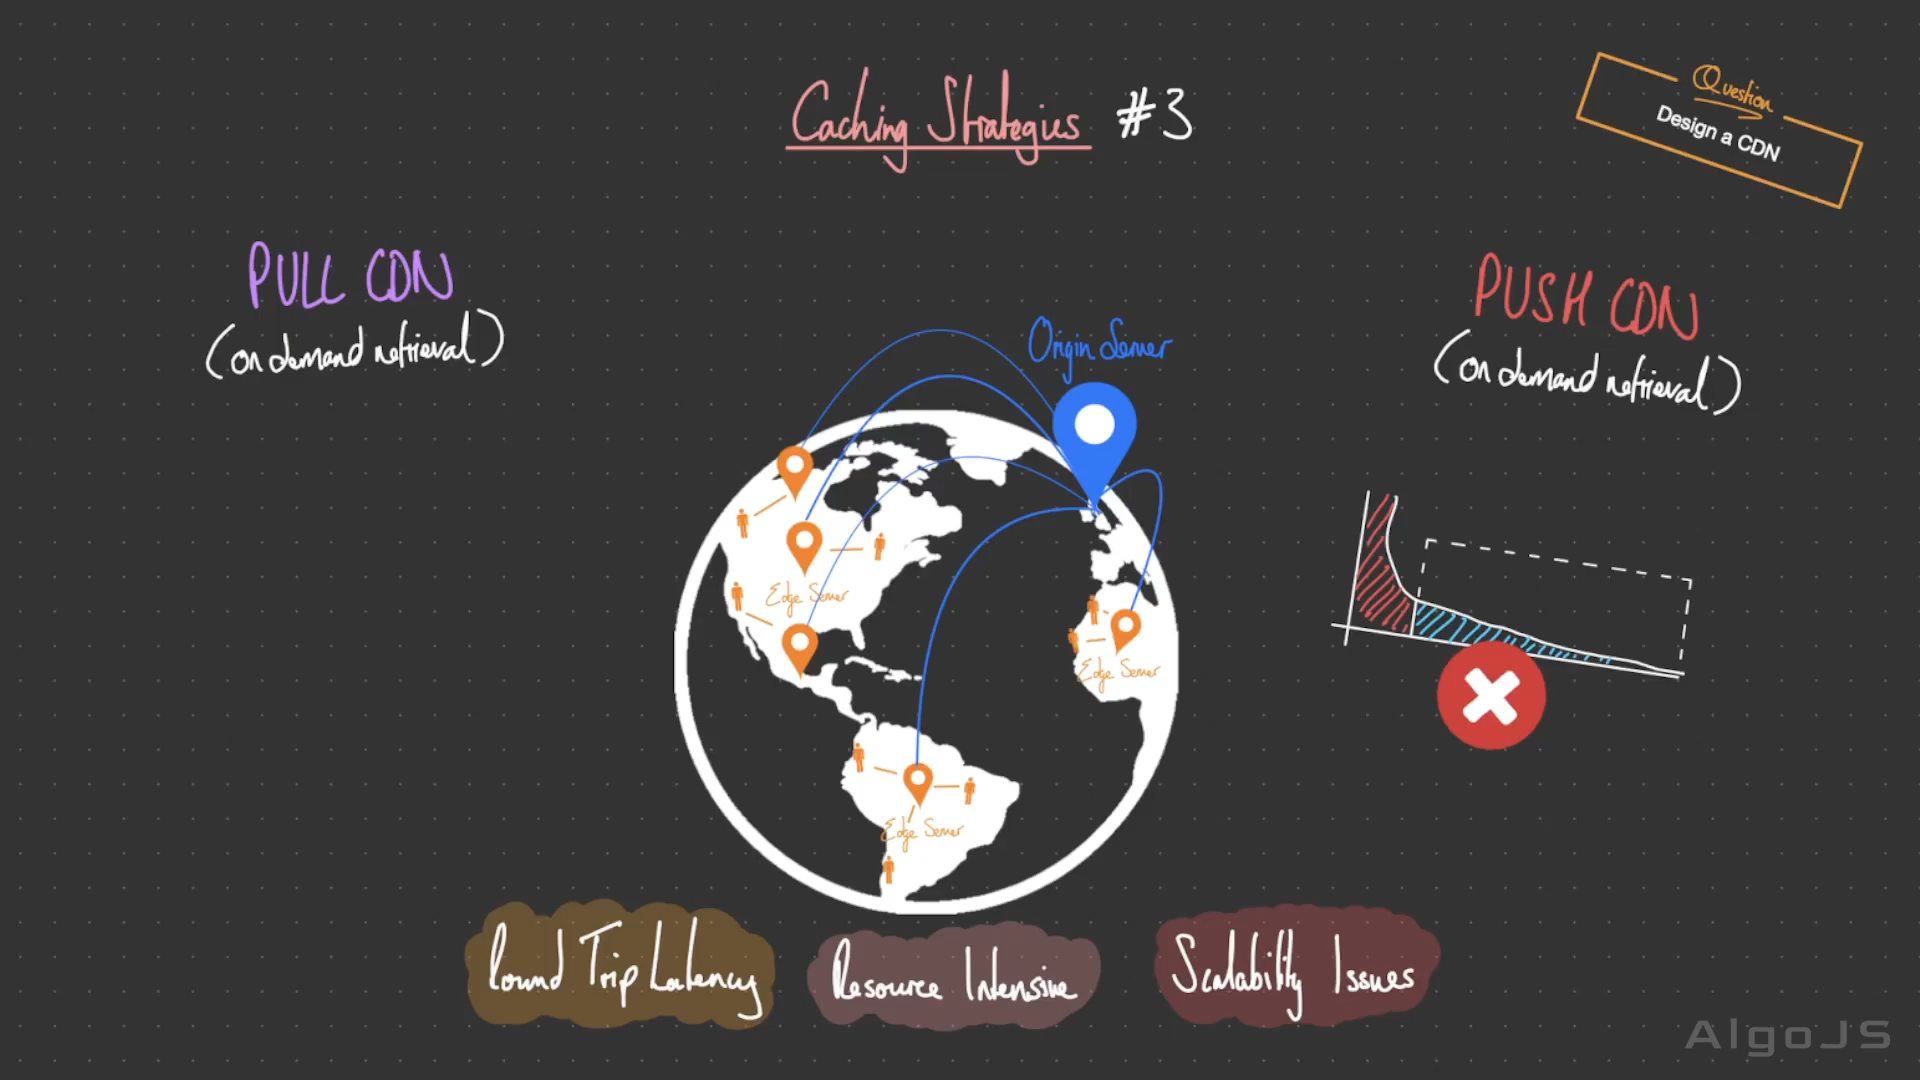 Caching Strategies #3
Question
Design a CDN
PULL CDN
(on demand retrieval)
PUSH CDN
(on demand retrieval)
Origin Server
Edge Server
Edge Server
Edge Server
Round Trip Latency
Resource Intensive
Scalability Issues
AlgoJS